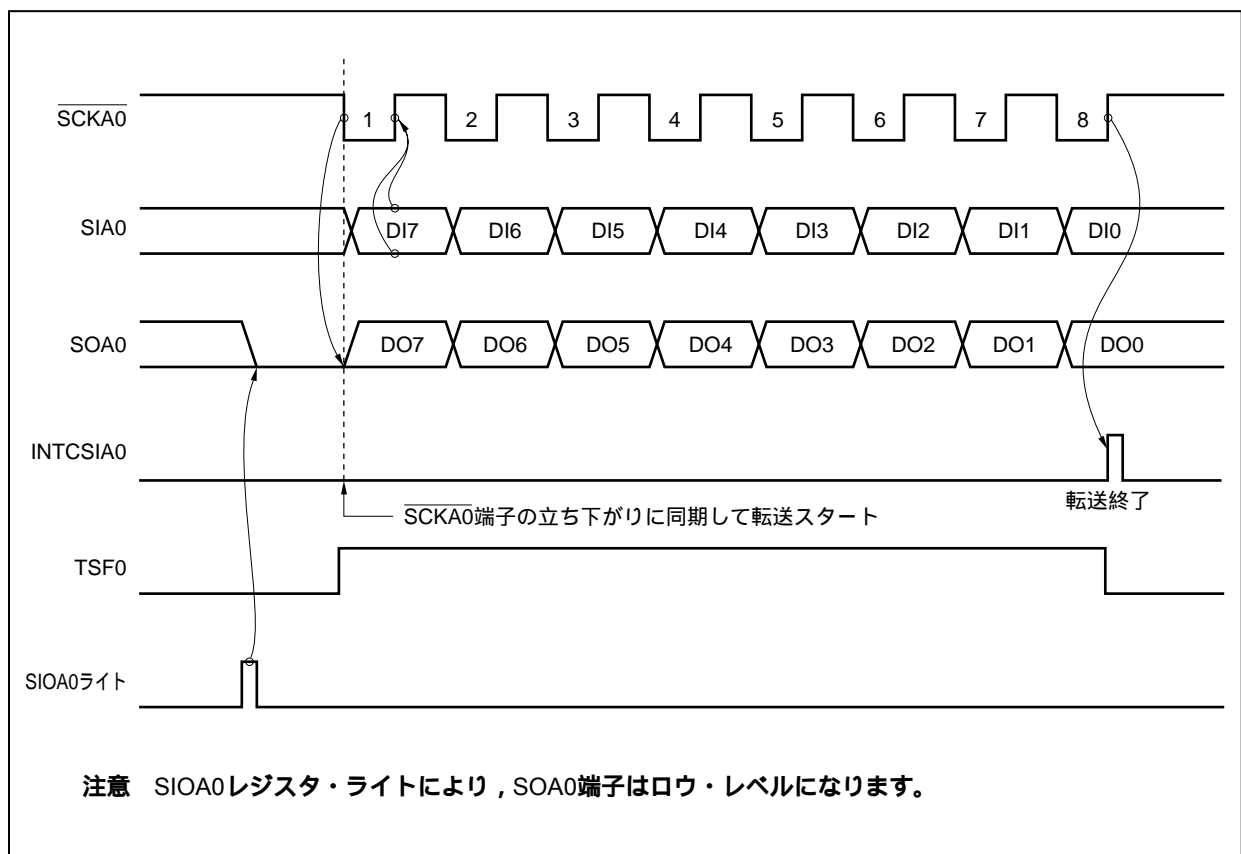 SCKA0
1 2 3 4 5 6 7 8
SIA0
DI7 DI6 DI5 DI4 DI3 DI2 DI1 DI0
SOA0
DO7 DO6 DO5 DO4 DO3 DO2 DO1 DO0
INTCSIA0
転送終了
SCKA0端子の立ち下がりに同期して転送スタート
TSF0
SIOA0ライト
注意 SIOA0レジスタ・ライトにより,SOA0端子はロウ・レベルになります。